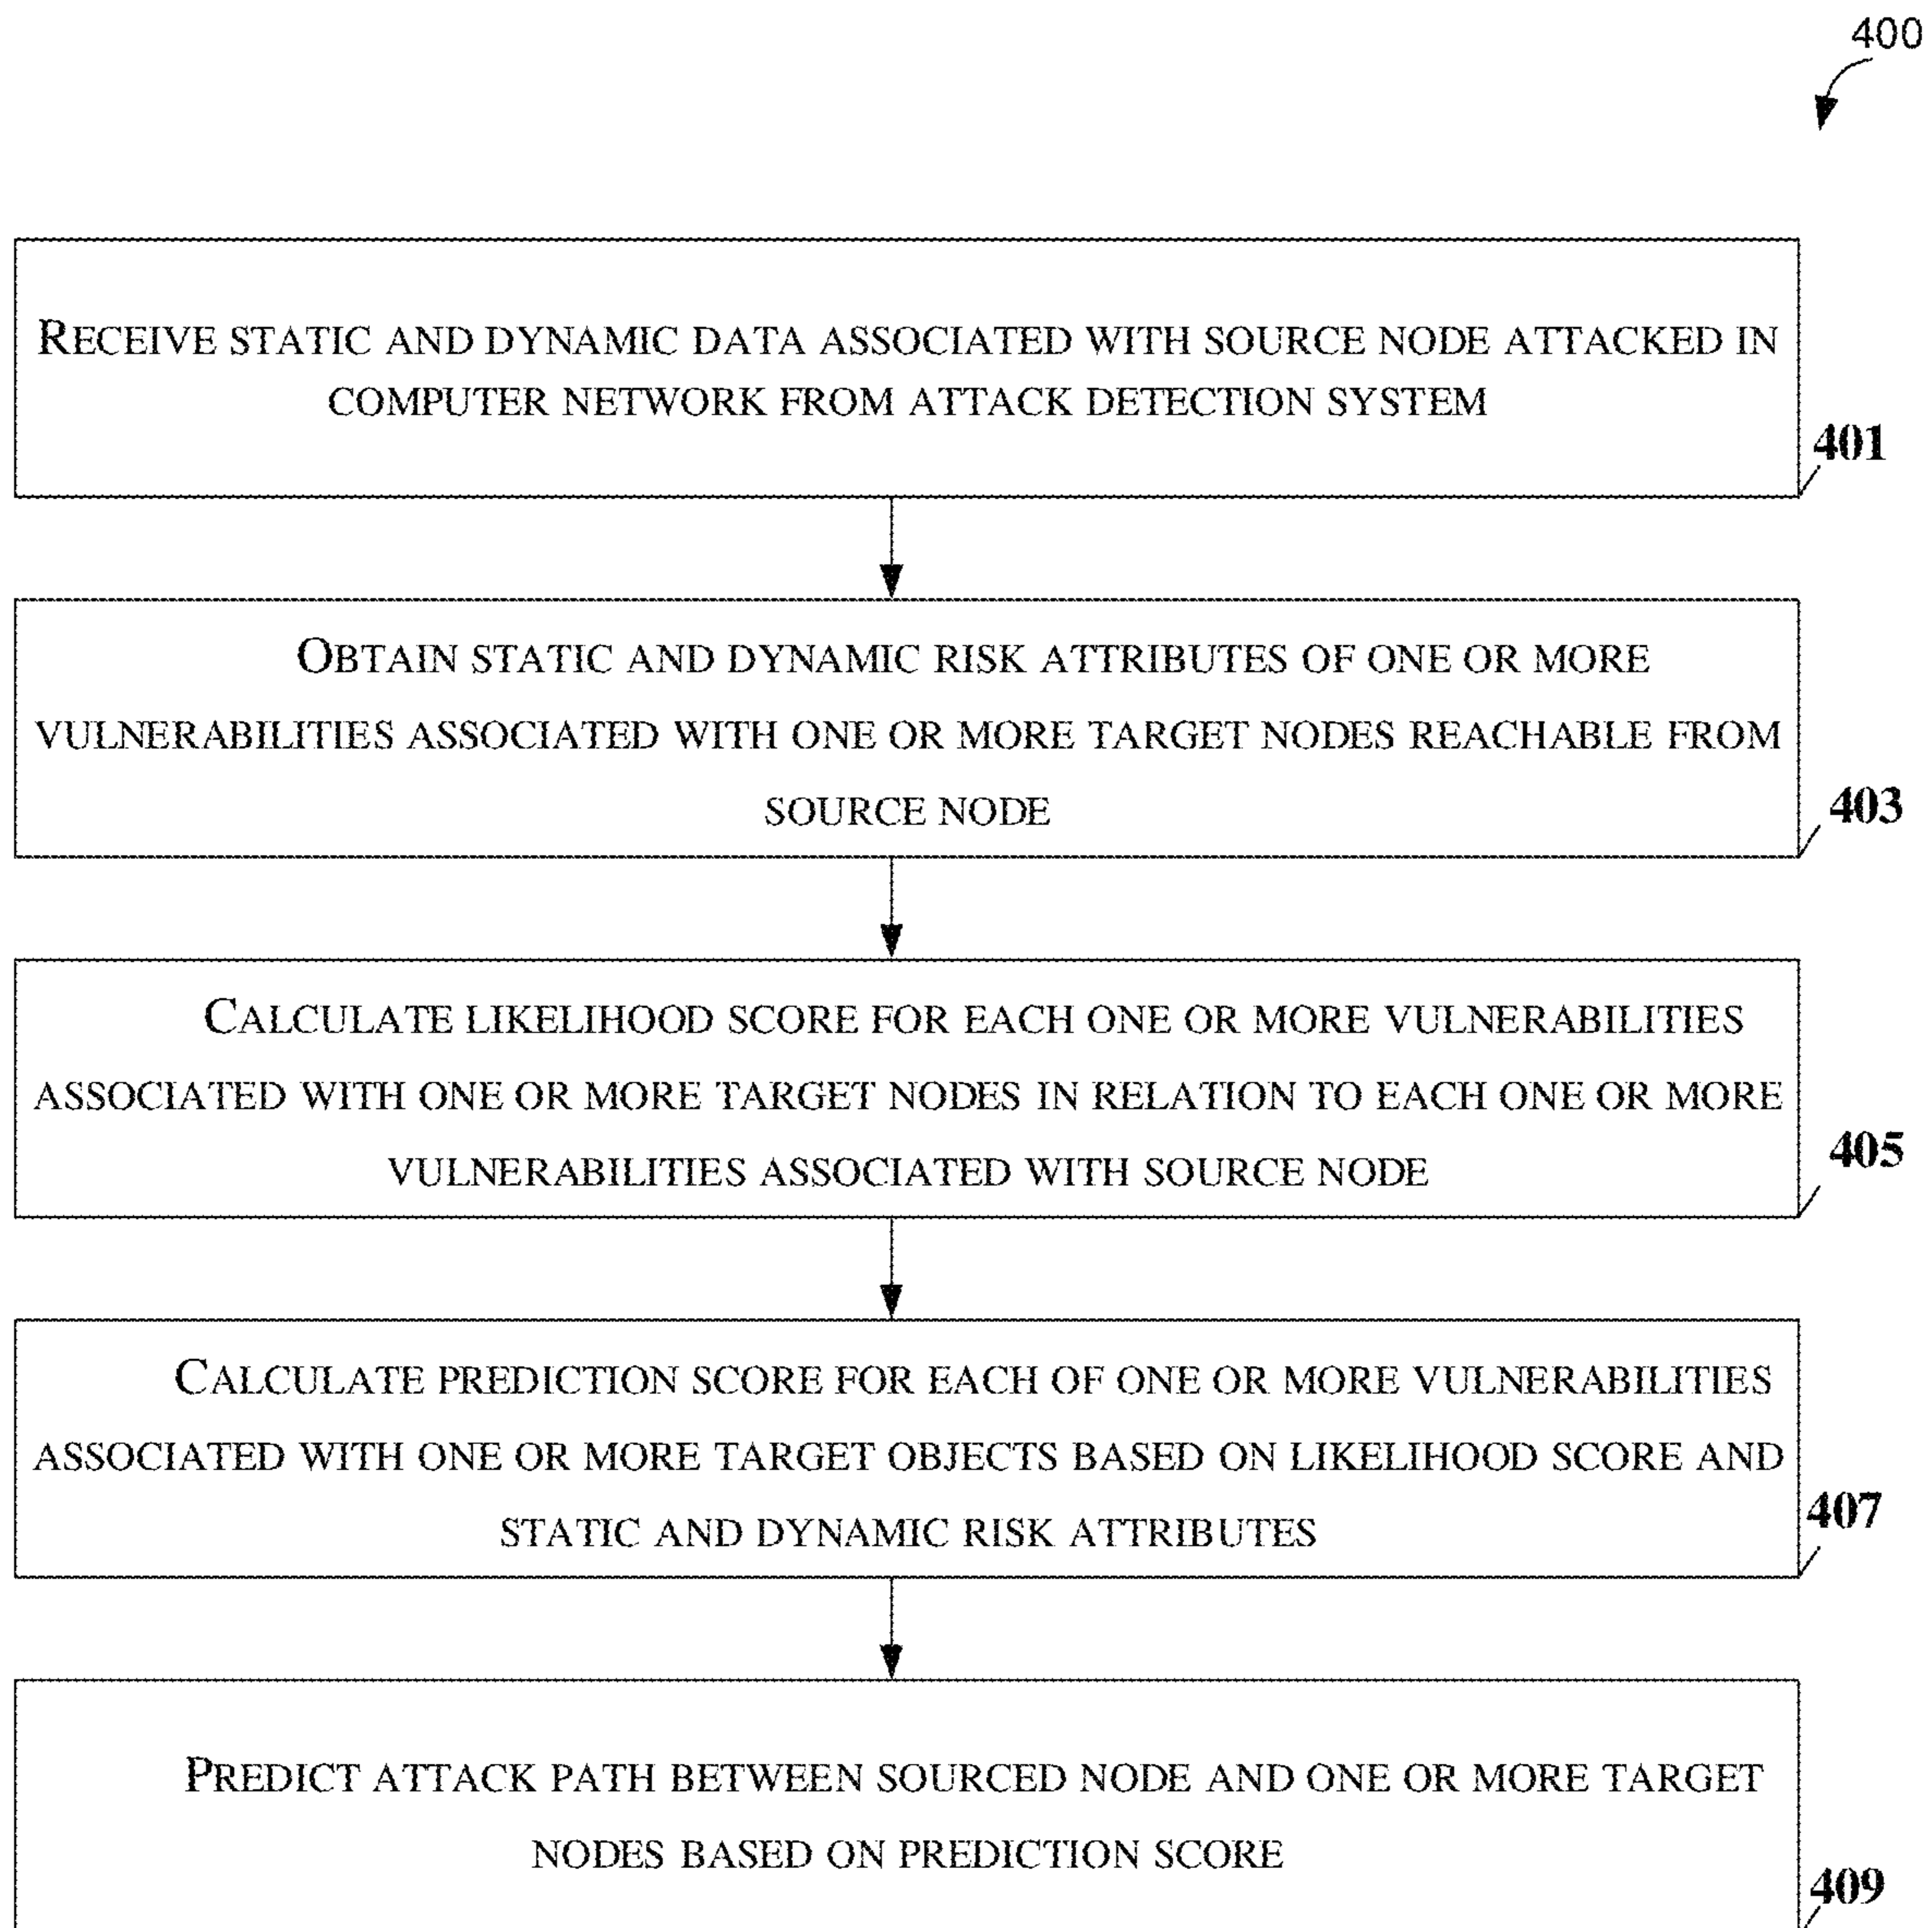 400
RECEIVE STATIC AND DYNAMIC DATA ASSOCIATED WITH SOURCE NODE ATTACKED IN
COMPUTER NETWORK FROM ATTACK DETECTION SYSTEM
401
OBTAIN STATIC AND DYNAMIC RISK ATTRIBUTES OF ONE OR MORE
VULNERABILITIES ASSOCIATED WITH ONE OR MORE TARGET NODES REACHABLE FROM
SOURCE NODE
403
CALCULATE LIKELIHOOD SCORE FOR EACH ONE OR MORE VULNERABILITIES
ASSOCIATED WITH ONE OR MORE TARGET NODES IN RELATION TO EACH ONE OR MORE
VULNERABILITIES ASSOCIATED WITH SOURCE NODE
405
CALCULATE PREDICTION SCORE FOR EACH OF ONE OR MORE VULNERABILITIES
ASSOCIATED WITH ONE OR MORE TARGET OBJECTS BASED ON LIKELIHOOD SCORE AND
STATIC AND DYNAMIC RISK ATTRIBUTES
407
PREDICT ATTACK PATH BETWEEN SOURCED NODE AND ONE OR MORE TARGET
NODES BASED ON PREDICTION SCORE
409